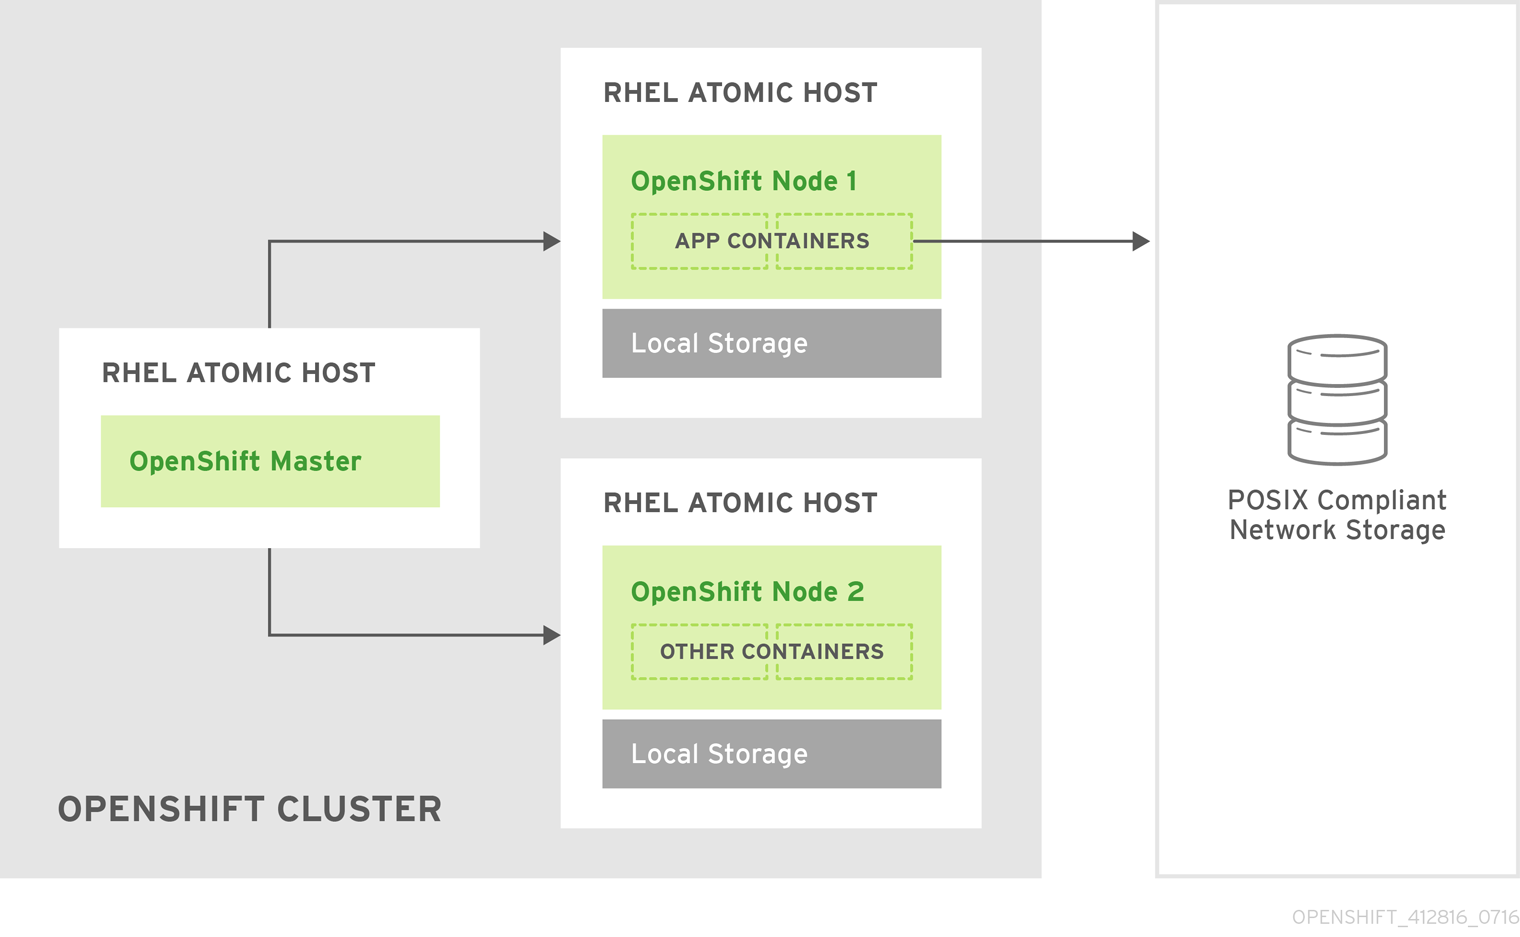 RHEL ATOMIC HOST
OpenShift Node 1
APP CONTAINERS
Local Storage
RHEL ATOMIC HOST
OpenShift Master
RHEL ATOMIC HOST
OpenShift Node 2
OTHER CONTAINERS
Local Storage
OPENSHIFT CLUSTER
POSIX Compliant
Network Storage
OPENSHIFT_412816_0716